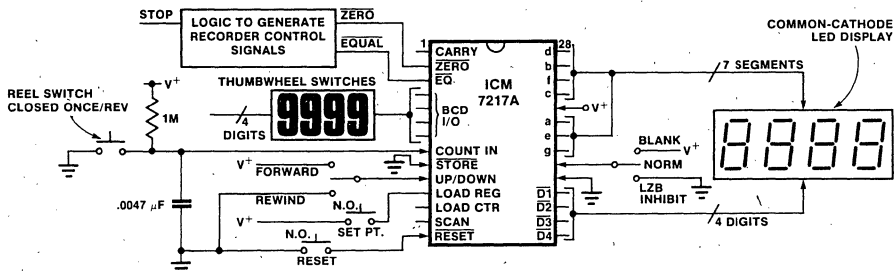 STOP
LOGIC TO GENERATE
RECORDER CONTROL
SIGNALS
ZERO
EQUAL
THUMBWHEEL SWITCHES
9999
4
DIGITS
V+
1M
REEL SWITCH
CLOSED ONCE/REV
.0047 µF
V+
FORWARD
REWIND
V+
N.O.
SET PT.
N.O.
RESET
1
28
CARRY
ZERO
EQ
BCD
I/O
COUNT IN
STORE
UP/DOWN
LOAD REG
LOAD CTR
SCAN
RESET
ICM
7217A
d
b
f
c
a
e
g
D1
D2
D3
D4
V+
BLANK
V+
NORM
LZB
INHIBIT
7 SEGMENTS
4 DIGITS
COMMON-CATHODE
LED DISPLAY
8888